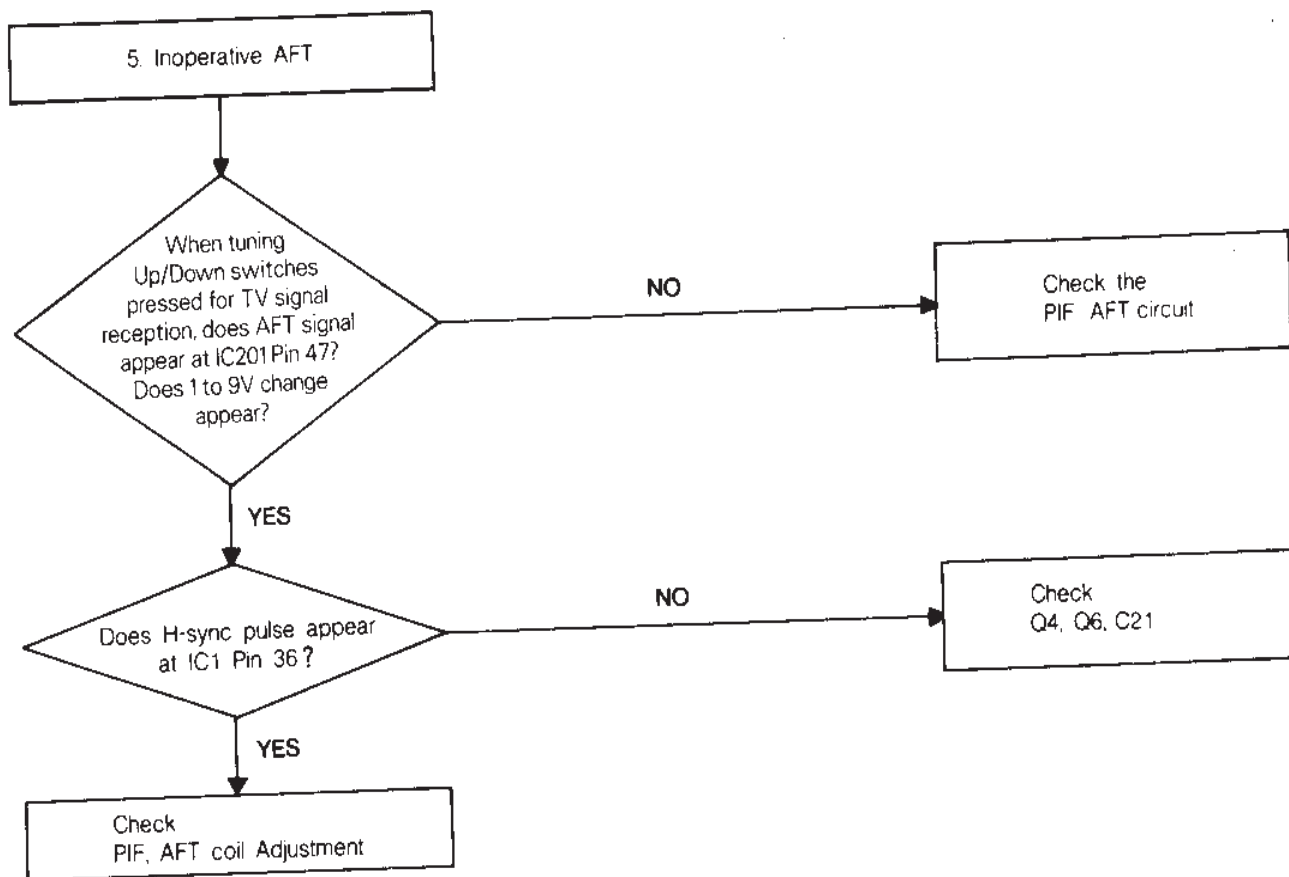 5. Inoperative AFT
When tuning
Up/Down switches
pressed for TV signal
reception, does AFT signal
appear at IC201 Pin 47?
Does 1 to 9V change
appear?
NO
Check the
PIF AFT circuit
YES
Does H-sync pulse appear
at IC1 Pin 36?
NO
Check
Q4, Q6, C21
YES
Check
PIF, AFT coil Adjustment